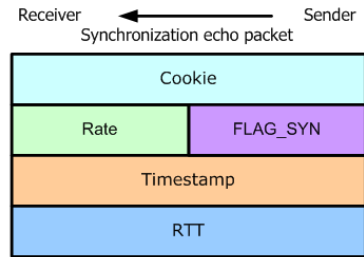 Receiver Sender
Synchronization echo packet
Cookie
Rate FLAG_SYN
Timestamp
RTT